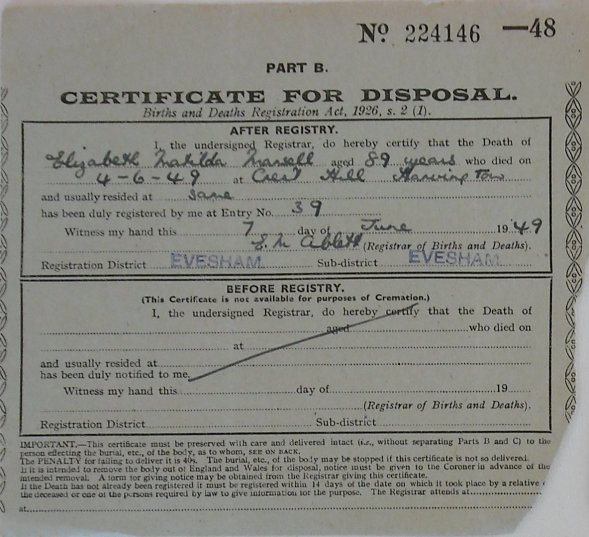 Nº 224146 —48
PART B.
CERTIFICATE FOR DISPOSAL.
Births and Deaths Registration Act, 1926, s. 2 (1).
AFTER REGISTRY.
I, the undersigned Registrar, do hereby certify that the Death of
Elizabeth Matilda Mansell aged 89 years who died on
4-6-49 at Crest Hill Harvington
and usually resided at Same
has been duly registered by me at Entry No. 39
Witness my hand this 7 day of June 1949
E. M. Ablett (Registrar of Births and Deaths).
Registration District EVESHAM Sub-district EVESHAM
BEFORE REGISTRY.
(This Certificate is not available for purposes of Cremation.)
I, the undersigned Registrar, do hereby certify that the Death of
aged who died on
at
and usually resided at
has been duly notified to me.
Witness my hand this day of 19
(Registrar of Births and Deaths).
Registration District Sub-district
IMPORTANT.—This certificate must be preserved with care and delivered intact (i.e., without separating Parts B and C) to the
person effecting the burial, etc., of the body, as to whom, SEE ON BACK.
The PENALTY for failing to deliver it is 40s. The burial, etc., of the body may be stopped if this certificate is not so delivered.
If it is intended to remove the body out of England and Wales for disposal, notice must be given to the Coroner in advance of the
intended removal. A form for giving notice may be obtained from the Registrar giving this certificate.
If the Death has not already been registered it must be registered within 14 days of the date on which it took place by a relative
the deceased or one of the persons required by law to give information for the purpose. The Registrar attends at
at